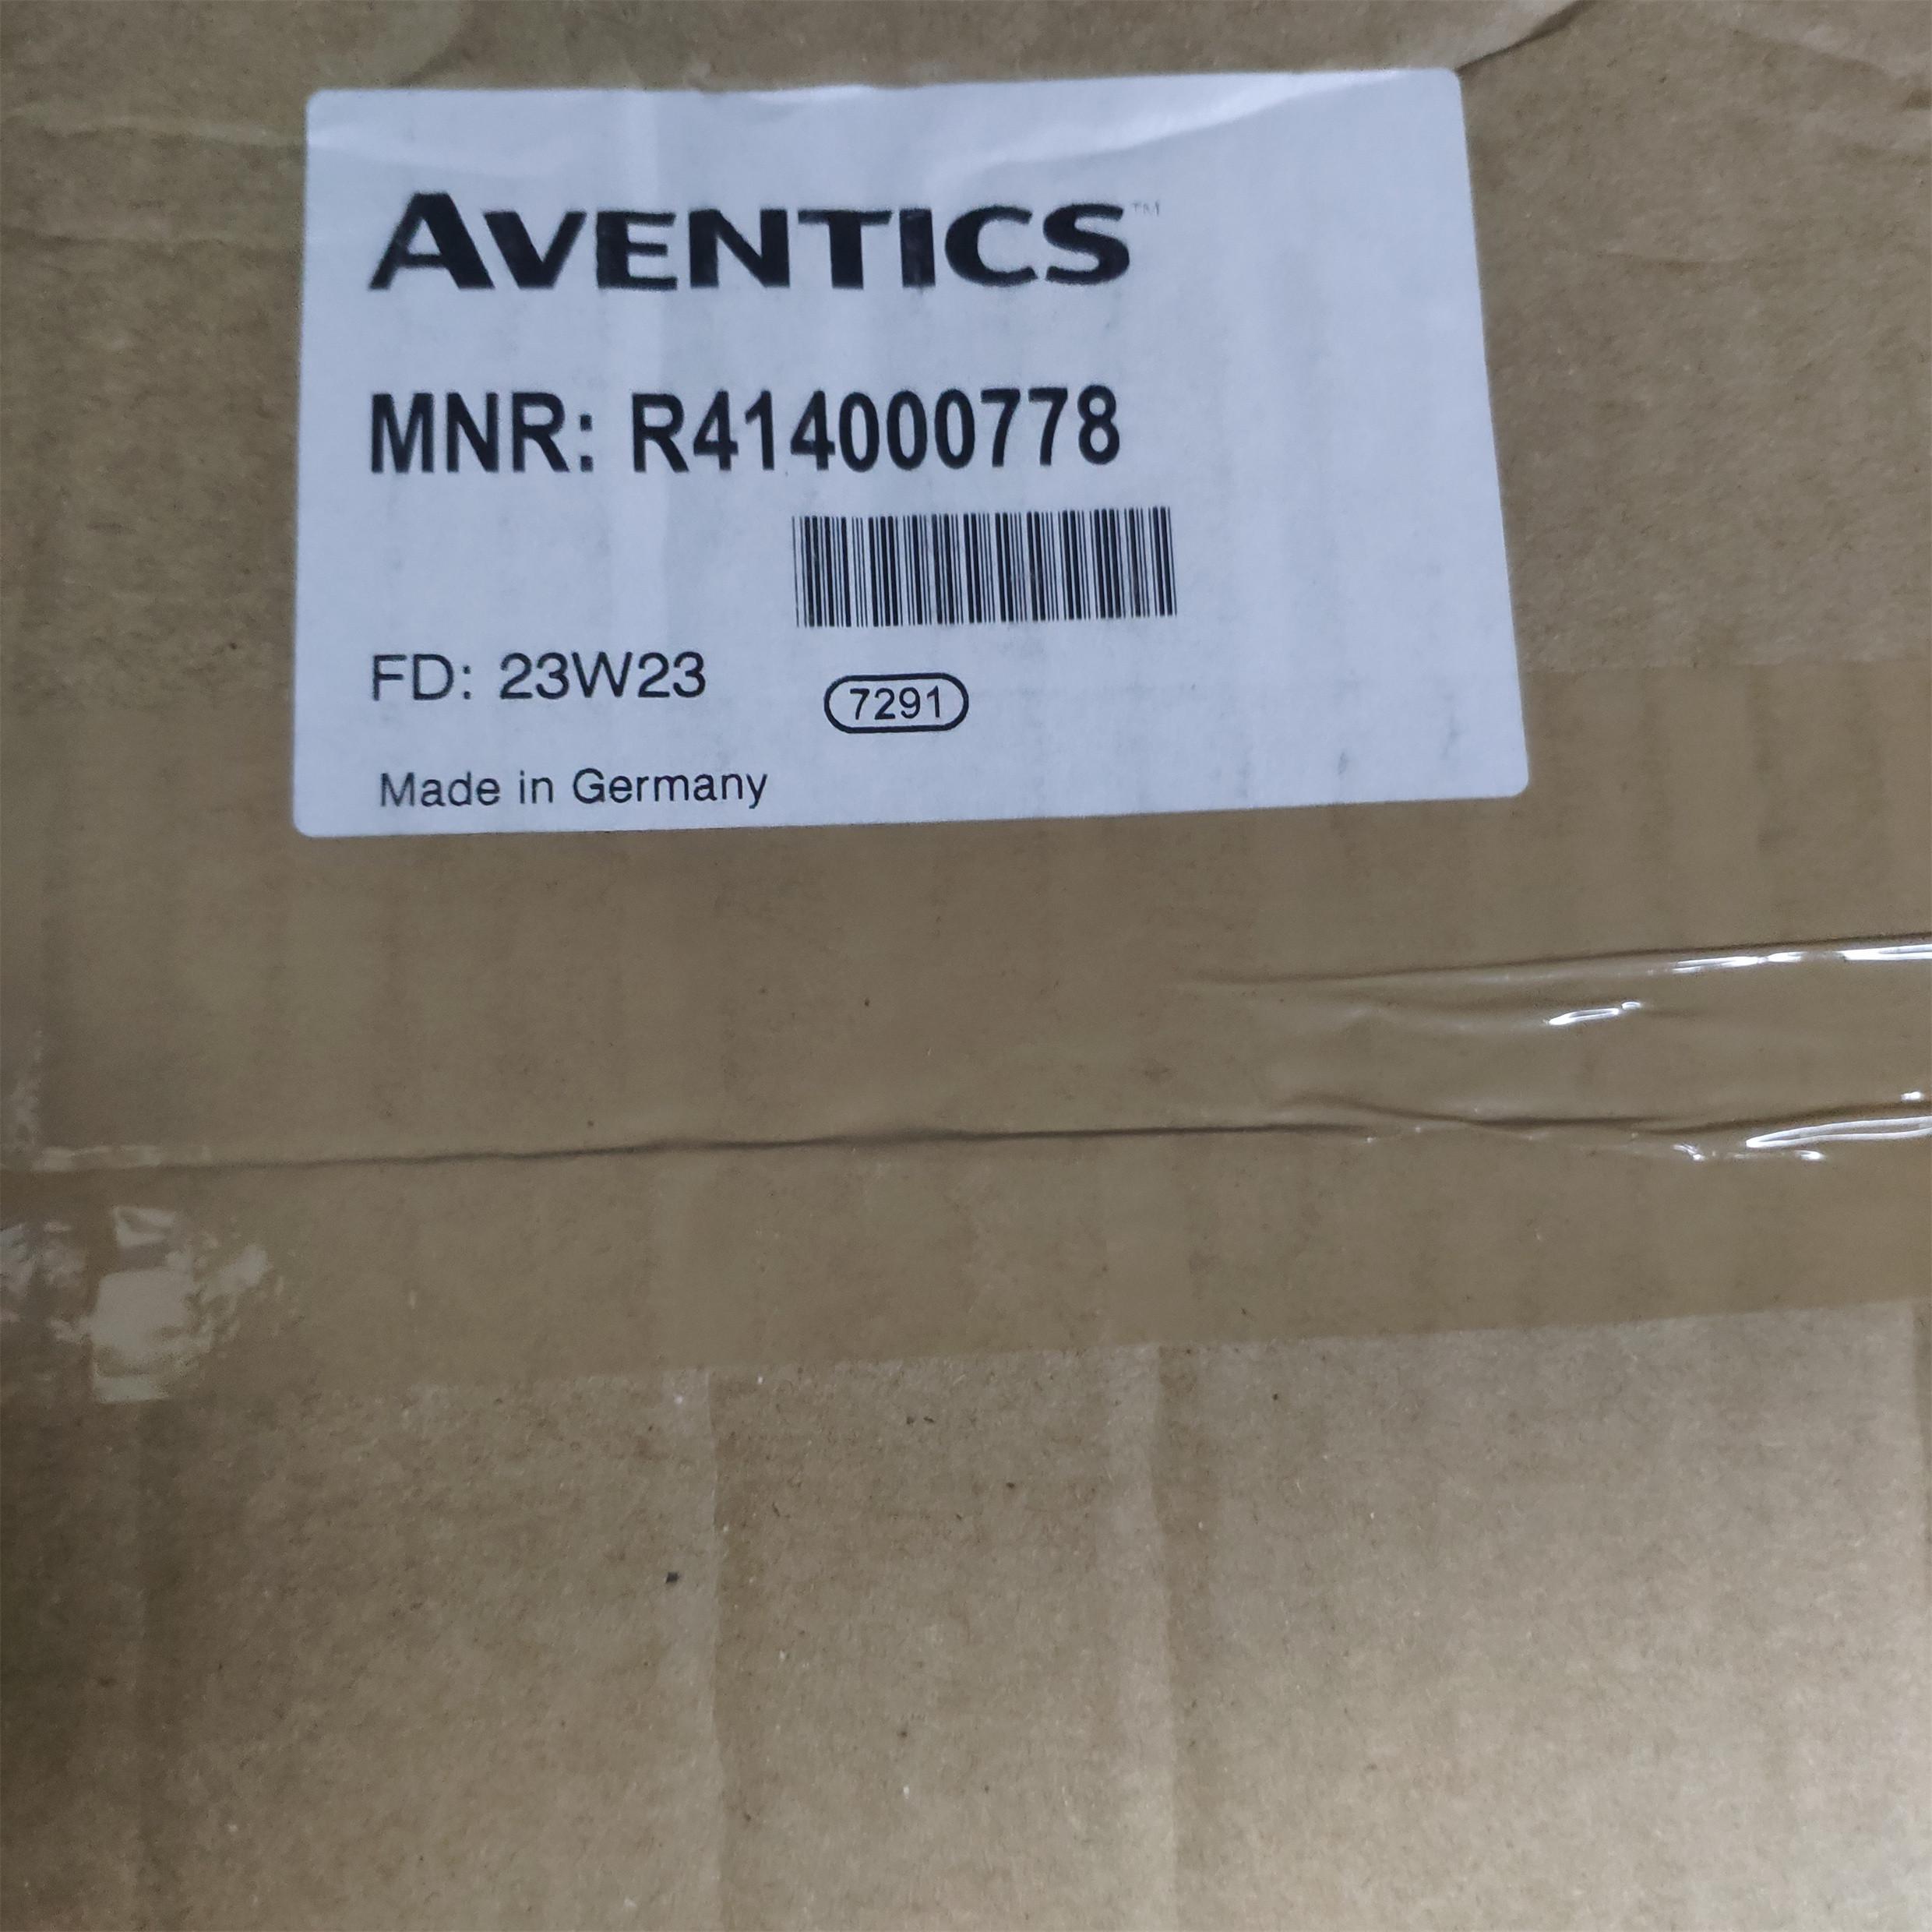 AVENTICS™
MNR: R414000778
FD: 23W23
7291
Made in Germany